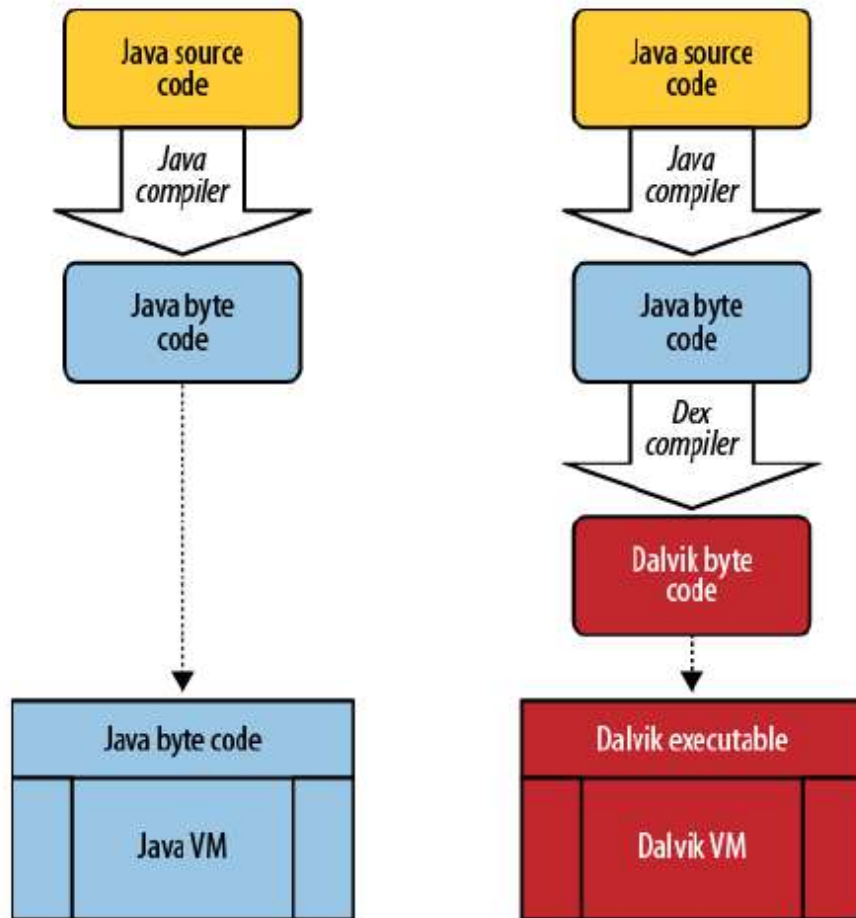 Java source
code
Java
compiler
Java byte
code
Java byte code
Java VM
Java source
code
Java
compiler
Java byte
code
Dex
compiler
Dalvik byte
code
Dalvik executable
Dalvik VM